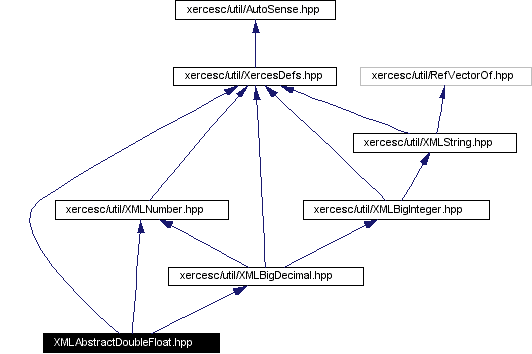 xercesc/util/AutoSense.hpp
xercesc/util/XercesDefs.hpp
xercesc/util/RefVectorOf.hpp
xercesc/util/XMLString.hpp
xercesc/util/XMLNumber.hpp
xercesc/util/XMLBigInteger.hpp
xercesc/util/XMLBigDecimal.hpp
XMLAbstractDoubleFloat.hpp